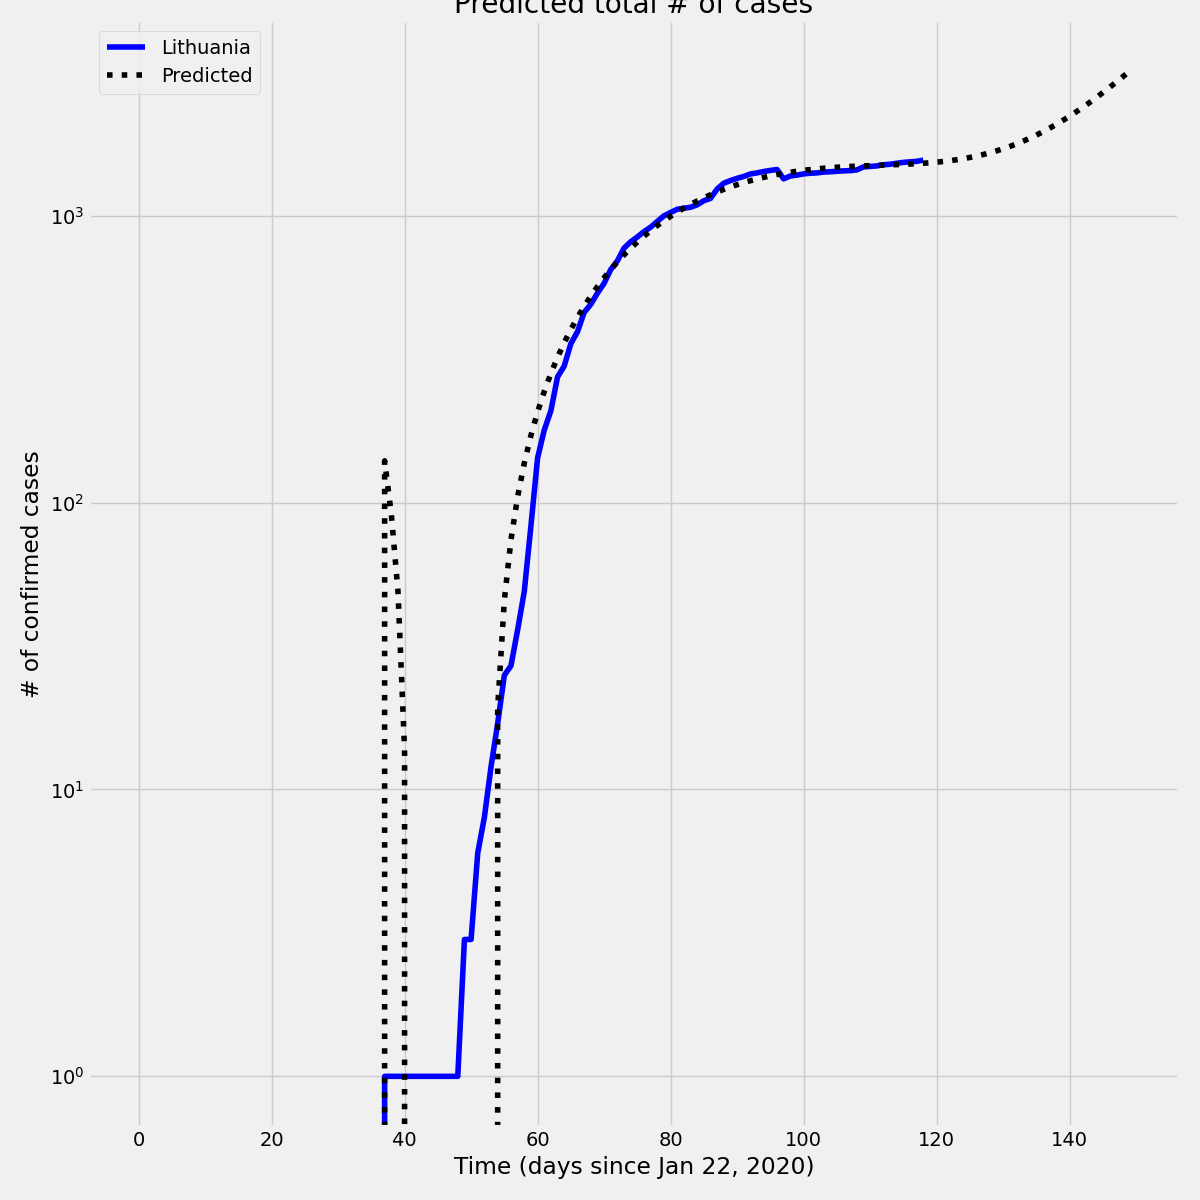 Predicted total # of cases
Lithuania
Predicted
# of confirmed cases
10³
10²
10¹
10⁰
0 20 40 60 80 100 120 140
Time (days since Jan 22, 2020)